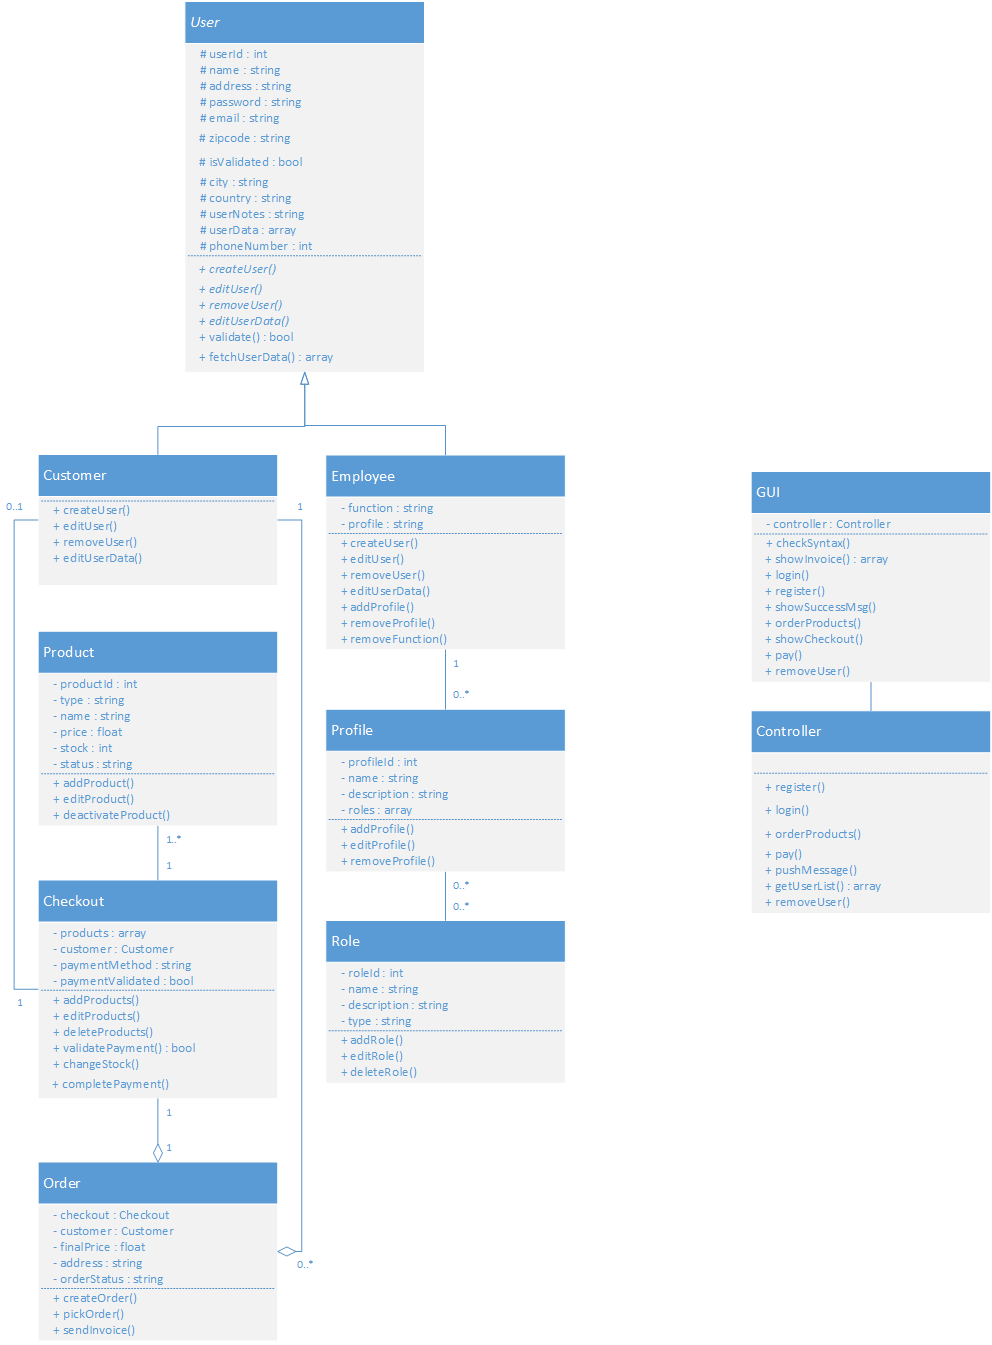 User
# userId : int
# name : string
# address : string
# password : string
# email : string
# zipcode : string
# isValidated : bool
# city : string
# country : string
# userNotes : string
# userData : array
# phoneNumber : int
+ createUser()
+ editUser()
+ removeUser()
+ editUserData()
+ validate() : bool
+ fetchUserData() : array
Customer
+ createUser()
+ editUser()
+ removeUser()
+ editUserData()
0..1
1
Employee
- function : string
- profile : string
+ createUser()
+ editUser()
+ removeUser()
+ editUserData()
+ addProfile()
+ removeProfile()
+ removeFunction()
1
0..*
GUI
- controller : Controller
+ checkSyntax()
+ showInvoice() : array
+ login()
+ register()
+ showSuccessMsg()
+ orderProducts()
+ showCheckout()
+ pay()
+ removeUser()
Product
- productId : int
- type : string
- name : string
- price : float
- stock : int
- status : string
+ addProduct()
+ editProduct()
+ deactivateProduct()
1..*
1
Profile
- profileId : int
- name : string
- description : string
- roles : array
+ addProfile()
+ editProfile()
+ removeProfile()
0..*
0..*
Controller
+ register()
+ login()
+ orderProducts()
+ pay()
+ pushMessage()
+ getUserList() : array
+ removeUser()
Checkout
- products : array
- customer : Customer
- paymentMethod : string
- paymentValidated : bool
+ addProducts()
+ editProducts()
+ deleteProducts()
+ validatePayment() : bool
+ changeStock()
+ completePayment()
1
1
1
Role
- roleId : int
- name : string
- description : string
- type : string
+ addRole()
+ editRole()
+ deleteRole()
Order
- checkout : Checkout
- customer : Customer
- finalPrice : float
- address : string
- orderStatus : string
+ createOrder()
+ pickOrder()
+ sendInvoice()
0..*